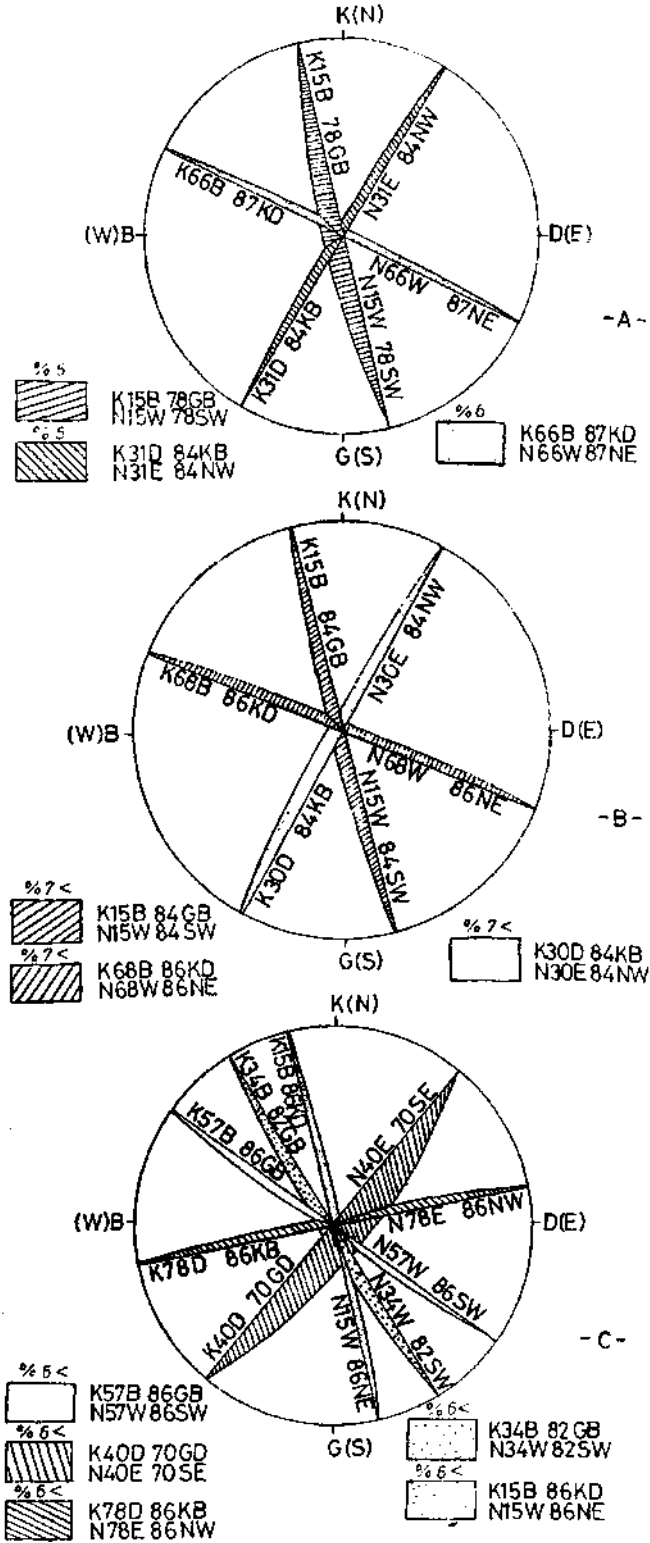 K(N)
K15B 78GB
N31E 84NW
K66B 87KD
(W)B
D(E)
N66W 87NE
N15W 78SW
K31D 84KB
-A-
% 5
K15B 78GB
N15W 78SW
% 5
K31D 84KB
N31E 84NW
% 6
K66B 87KD
N66W 87NE
G(S)
K(N)
K15B 84GB
N30E 84NW
K68B 86KD
(W)B
D(E)
N68W 86NE
N15W 84SW
K30D 84KB
-B-
% 7 <
K15B 84GB
N15W 84SW
% 7 <
K68B 86KD
N68W 86NE
% 7 <
K30D 84KB
N30E 84NW
G(S)
K(N)
K15B 86KD
K34B 82GB
K57B 86GB
N40E 70SE
N78E 86NW
(W)B
D(E)
K78D 86KB
N57W 86SW
K40D 70GD
N34W 82SW
N15W 86NE
-C-
G(S)
% 6 <
K57B 86GB
N57W 86SW
% 6 <
K40D 70GD
N40E 70SE
% 6 <
K78D 86KB
N78E 86NW
% 6 <
K34B 82GB
N34W 82SW
% 6 <
K15B 86KD
N15W 86NE